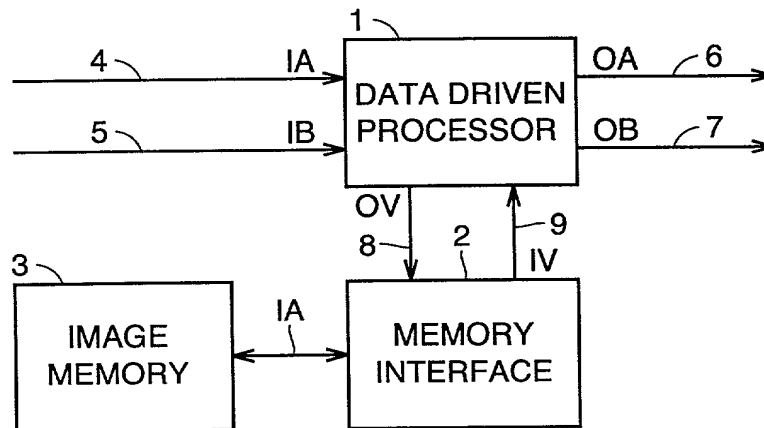 1
4 IA
DATA DRIVEN
PROCESSOR
OA 6
5 IB
OB 7
OV
8
9
2
IV
3
IMAGE
MEMORY
IA
MEMORY
INTERFACE